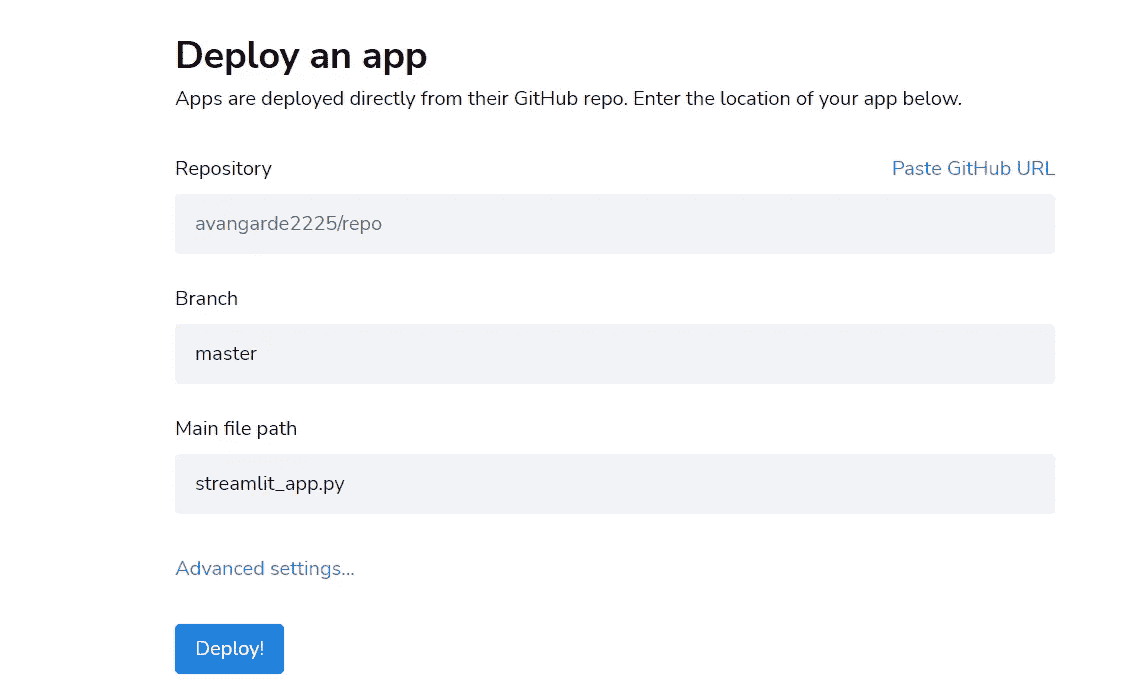 Deploy an app
Apps are deployed directly from their GitHub repo. Enter the location of your app below.
Repository
Paste GitHub URL
avangarde2225/repo
Branch
master
Main file path
streamlit_app.py
Advanced settings...
Deploy!